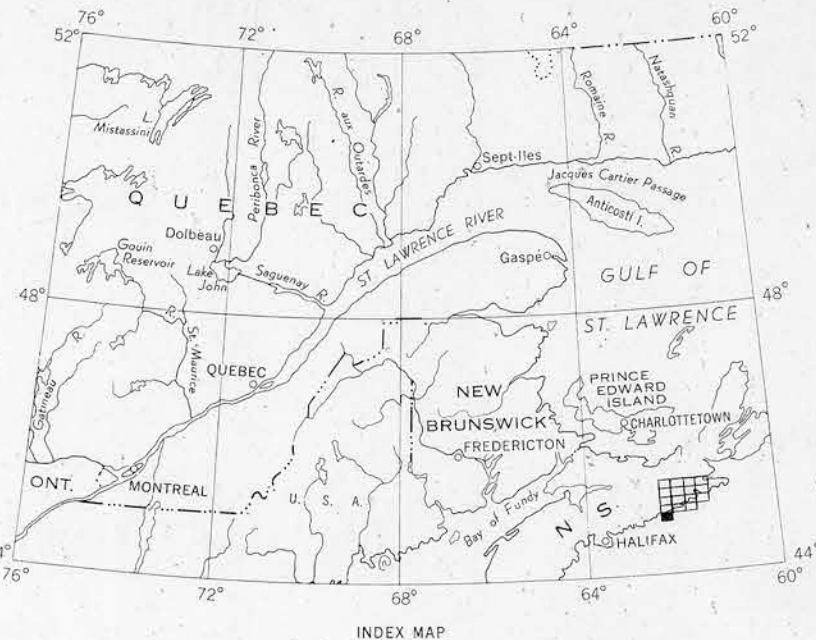 76°
72°
68°
64°
60°
52°
52°
L.
Mistassini
Peribonca River
R. aux Outardes
Romaine R.
Natashquan R.
Sept-Iles
Jacques Cartier Passage
Anticosti I.
QUEBEC
Dolbeau
Gouin
Reservoir
Lake
John
Saguenay R.
ST LAWRENCE RIVER
Gaspé
GULF OF
ST. LAWRENCE
48°
48°
Gatineau R.
R. St. Maurice
QUEBEC
NEW
BRUNSWICK
FREDERICTON
PRINCE
EDWARD
ISLAND
CHARLOTTETOWN
ONT.
MONTREAL
U. S. A.
Bay of Fundy
N S.
HALIFAX
4°
44°
76°
72°
68°
64°
60°
INDEX MAP